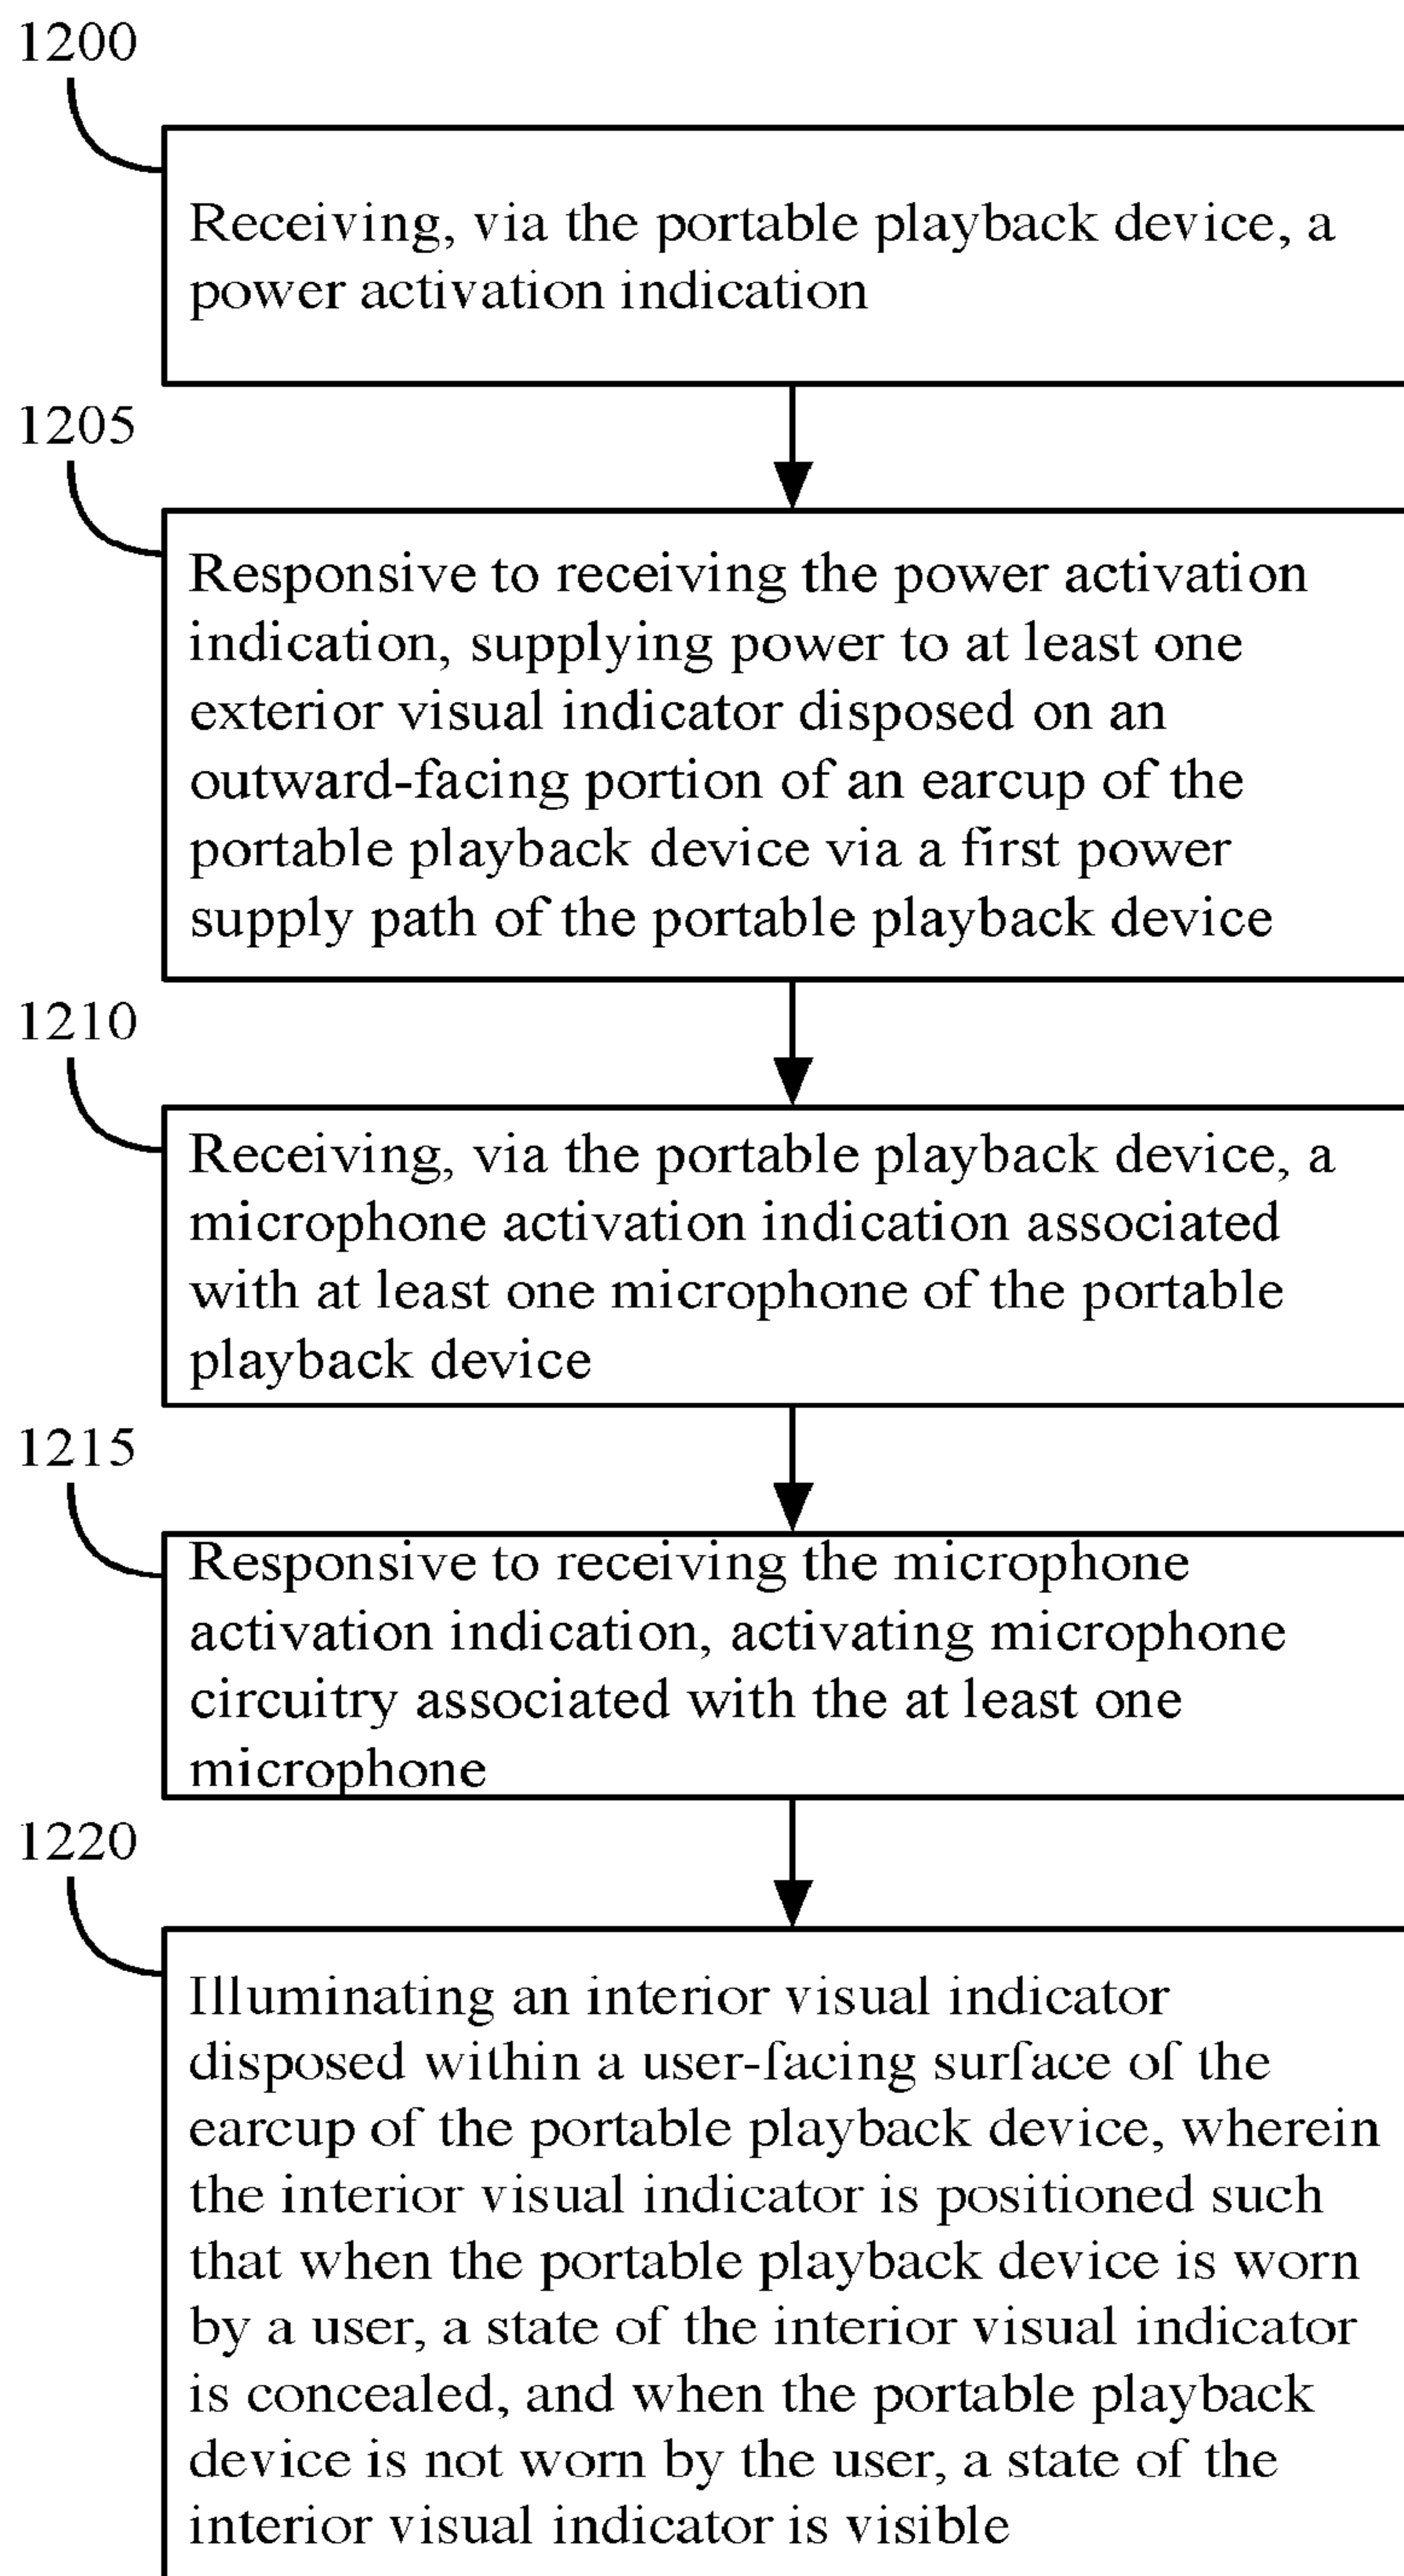 1200
Receiving, via the portable playback device, a
power activation indication
1205
Responsive to receiving the power activation
indication, supplying power to at least one
exterior visual indicator disposed on an
outward-facing portion of an earcup of the
portable playback device via a first power
supply path of the portable playback device
1210
Receiving, via the portable playback device, a
microphone activation indication associated
with at least one microphone of the portable
playback device
1215
Responsive to receiving the microphone
activation indication, activating microphone
circuitry associated with the at least one
microphone
1220
Illuminating an interior visual indicator
disposed within a user-facing surface of the
earcup of the portable playback device, wherein
the interior visual indicator is positioned such
that when the portable playback device is worn
by a user, a state of the interior visual indicator
is concealed, and when the portable playback
device is not worn by the user, a state of the
interior visual indicator is visible